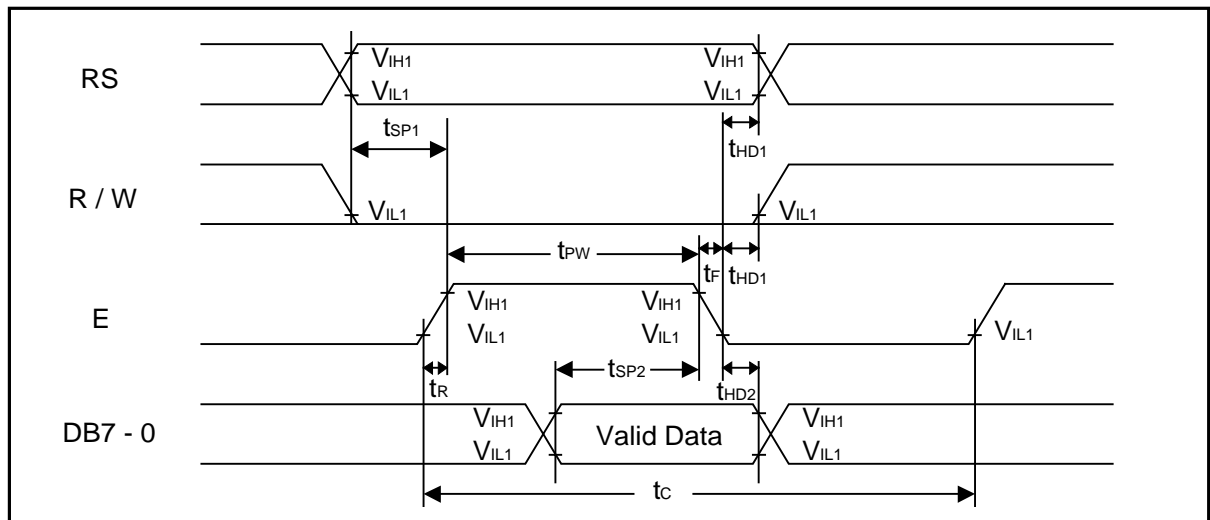 RS
VIH1
VIL1
VIH1
VIL1
tSP1
tHD1
R / W
VIL1
VIL1
tPW
tF
tHD1
E
VIH1
VIL1
VIH1
VIL1
VIL1
tR
tSP2
tHD2
DB7 - 0
VIH1
VIL1
Valid Data
VIH1
VIL1
tC